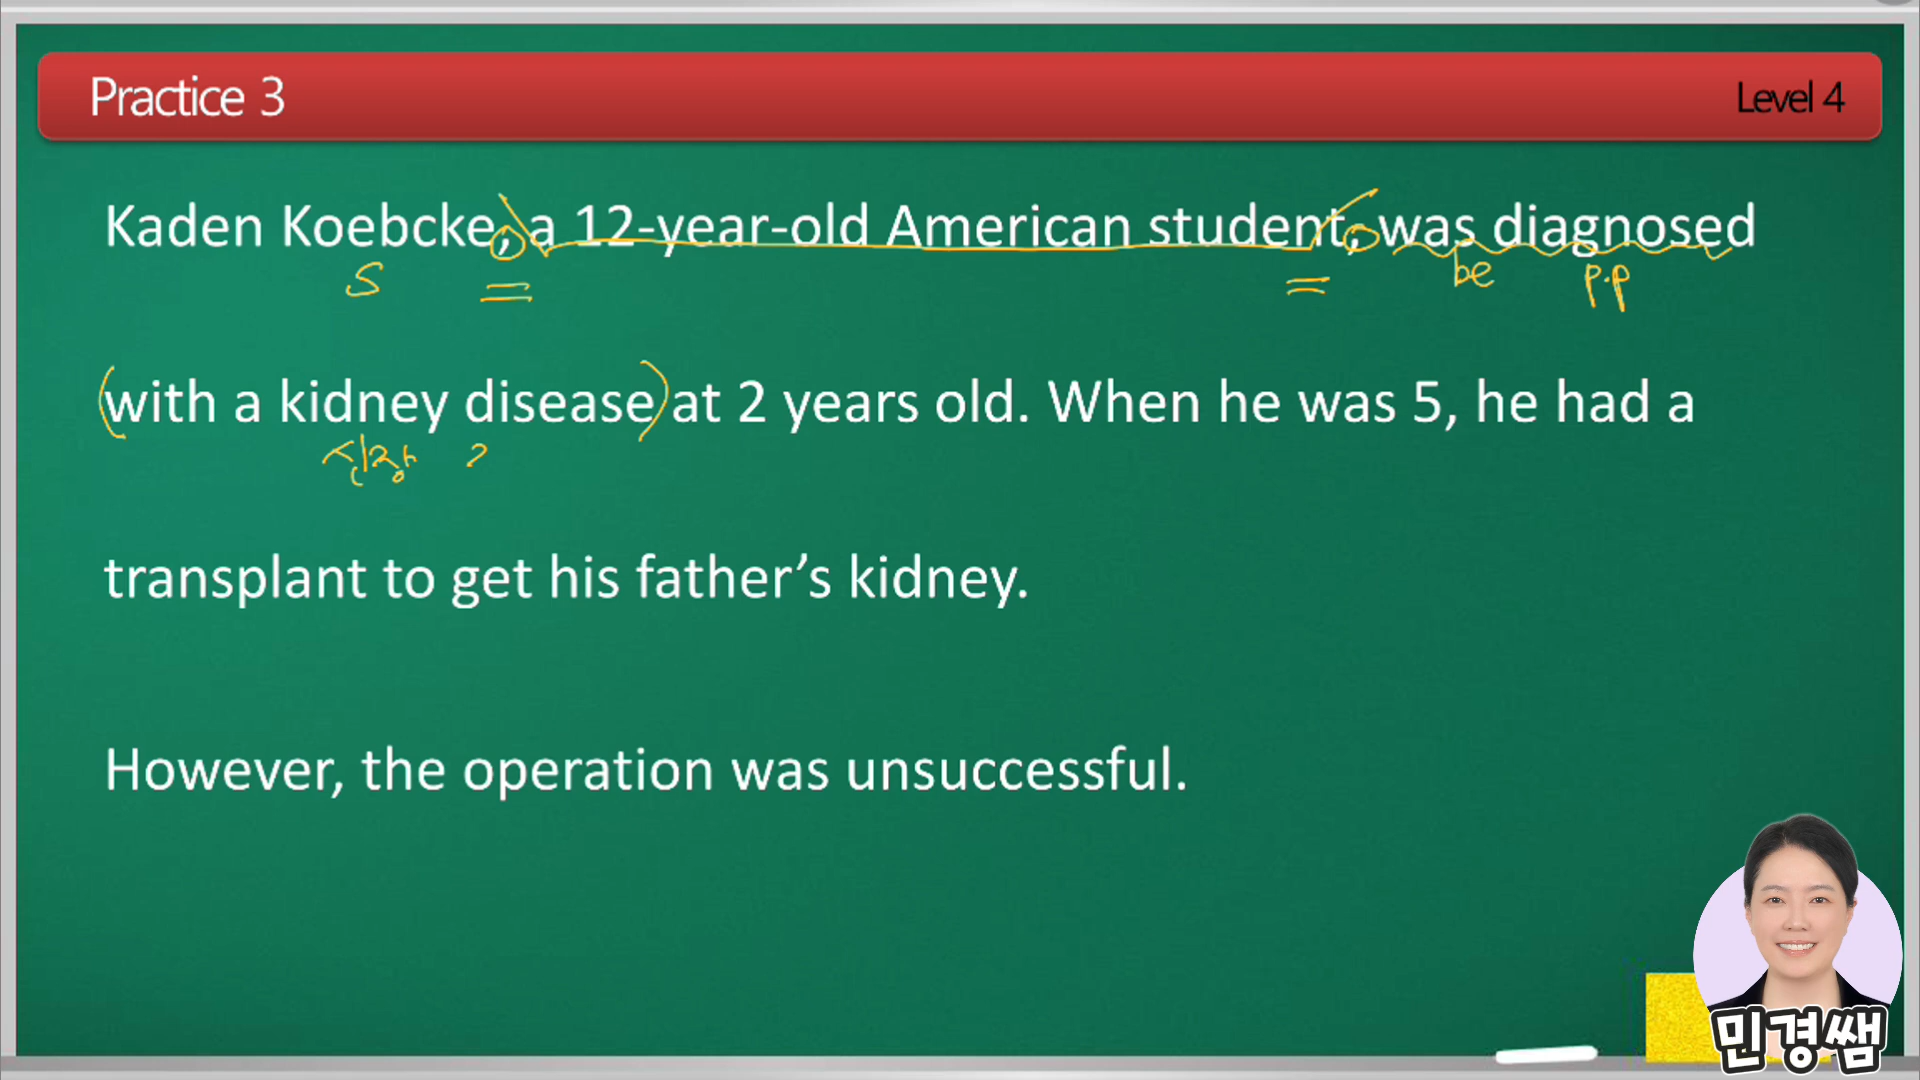 Practice 3
Level 4
Kaden Koebcke, a 12-year-old American student, was diagnosed
S = = be p.p
with a kidney disease at 2 years old. When he was 5, he had a
신장
transplant to get his father’s kidney.
However, the operation was unsuccessful.
민경쌤